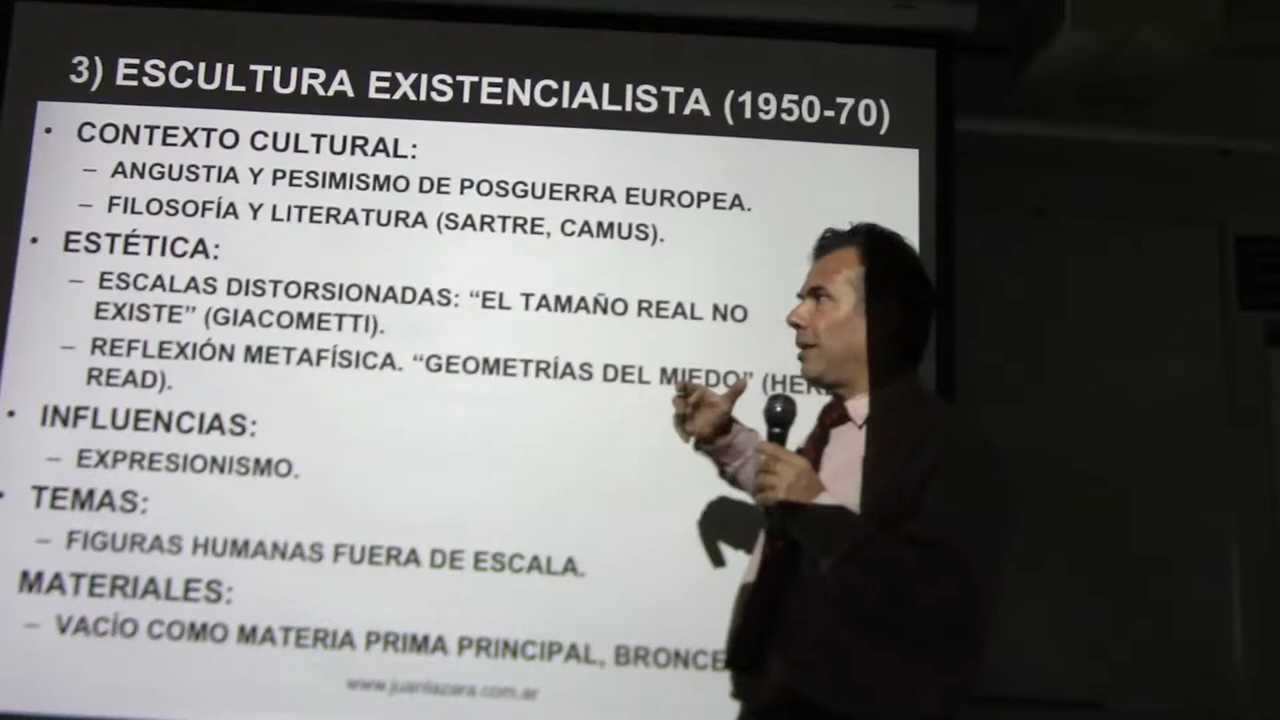 3) ESCULTURA EXISTENCIALISTA (1950-70)
• CONTEXTO CULTURAL:
– ANGUSTIA Y PESIMISMO DE POSGUERRA EUROPEA.
– FILOSOFÍA Y LITERATURA (SARTRE, CAMUS).
• ESTÉTICA:
– ESCALAS DISTORSIONADAS: “EL TAMAÑO REAL NO
EXISTE” (GIACOMETTI).
– REFLEXIÓN METAFÍSICA. “GEOMETRÍAS DEL MIEDO”
READ).
• INFLUENCIAS:
– EXPRESIONISMO.
• TEMAS:
– FIGURAS HUMANAS FUERA DE ESCALA.
MATERIALES:
– VACÍO COMO MATERIA PRIMA PRINCIPAL, BRONCE
www.juanlazara.com.ar